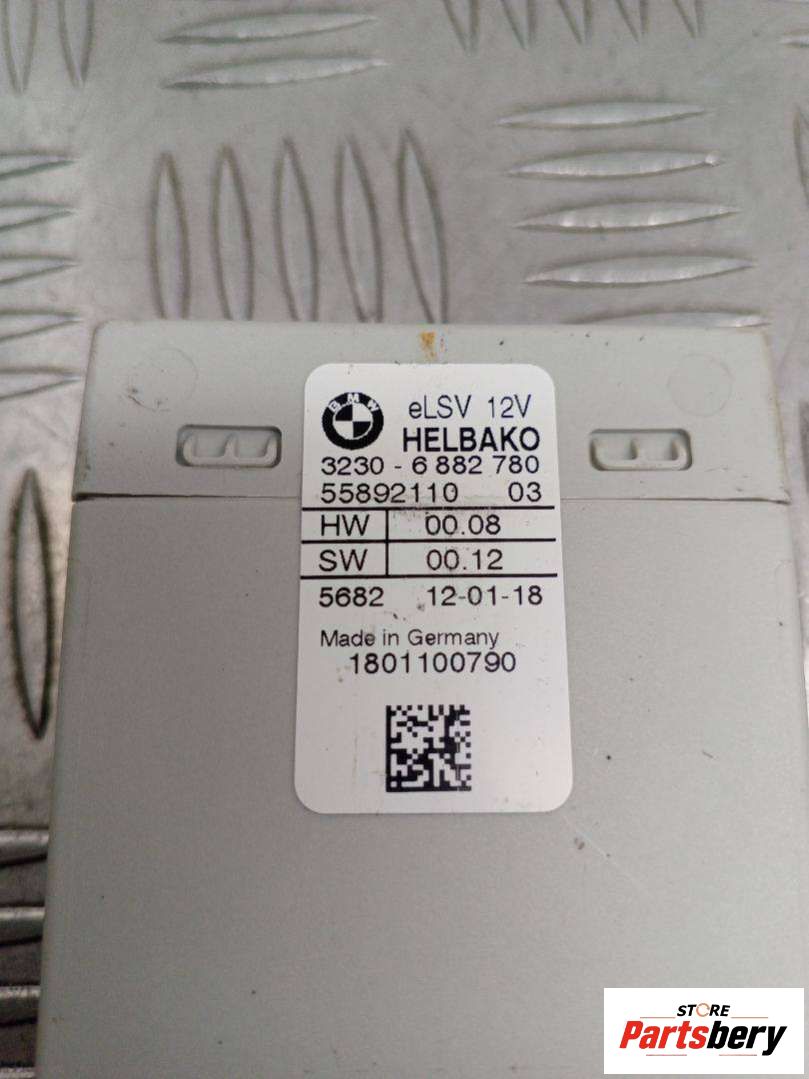 BMW
eLSV 12V
HELBAKO
3230 - 6 882 780
55892110 03
HW 00.08
SW 00.12
5682 12-01-18
Made in Germany
1801100790
STORE
Partsbery